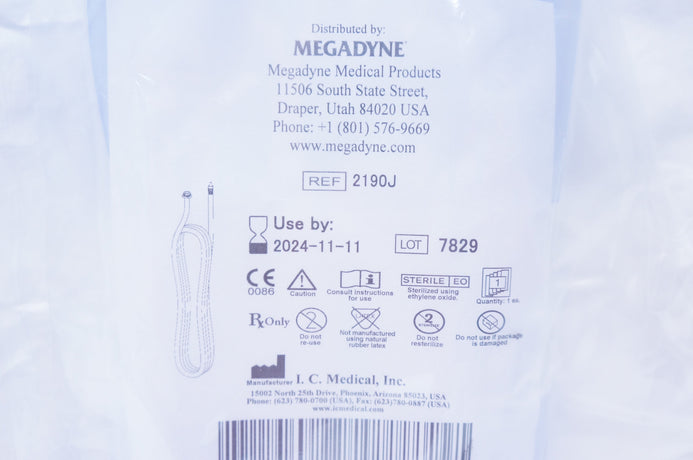 Distributed by:
MEGADYNE
Megadyne Medical Products
11506 South State Street,
Draper, Utah 84020 USA
Phone: +1 (801) 576-9669
www.megadyne.com
REF 2190J
Use by:
2024-11-11
LOT 7829
CE
0086
Caution
Consult instructions
for use
STERILE EO
Sterilized using
ethylene oxide.
1
Quantity: 1 ea.
Rx Only
2
Do not
re-use
LATEX
Not manufactured
using natural
rubber latex
2
STERILIZE
Do not
resterilize
Do not use if package
is damaged
Manufacturer
I. C. Medical, Inc.
15002 North 25th Drive, Phoenix, Arizona 85023, USA
Phone: (623) 780-0700 (USA), Fax: (623)780-0887 (USA)
www.icmedical.com